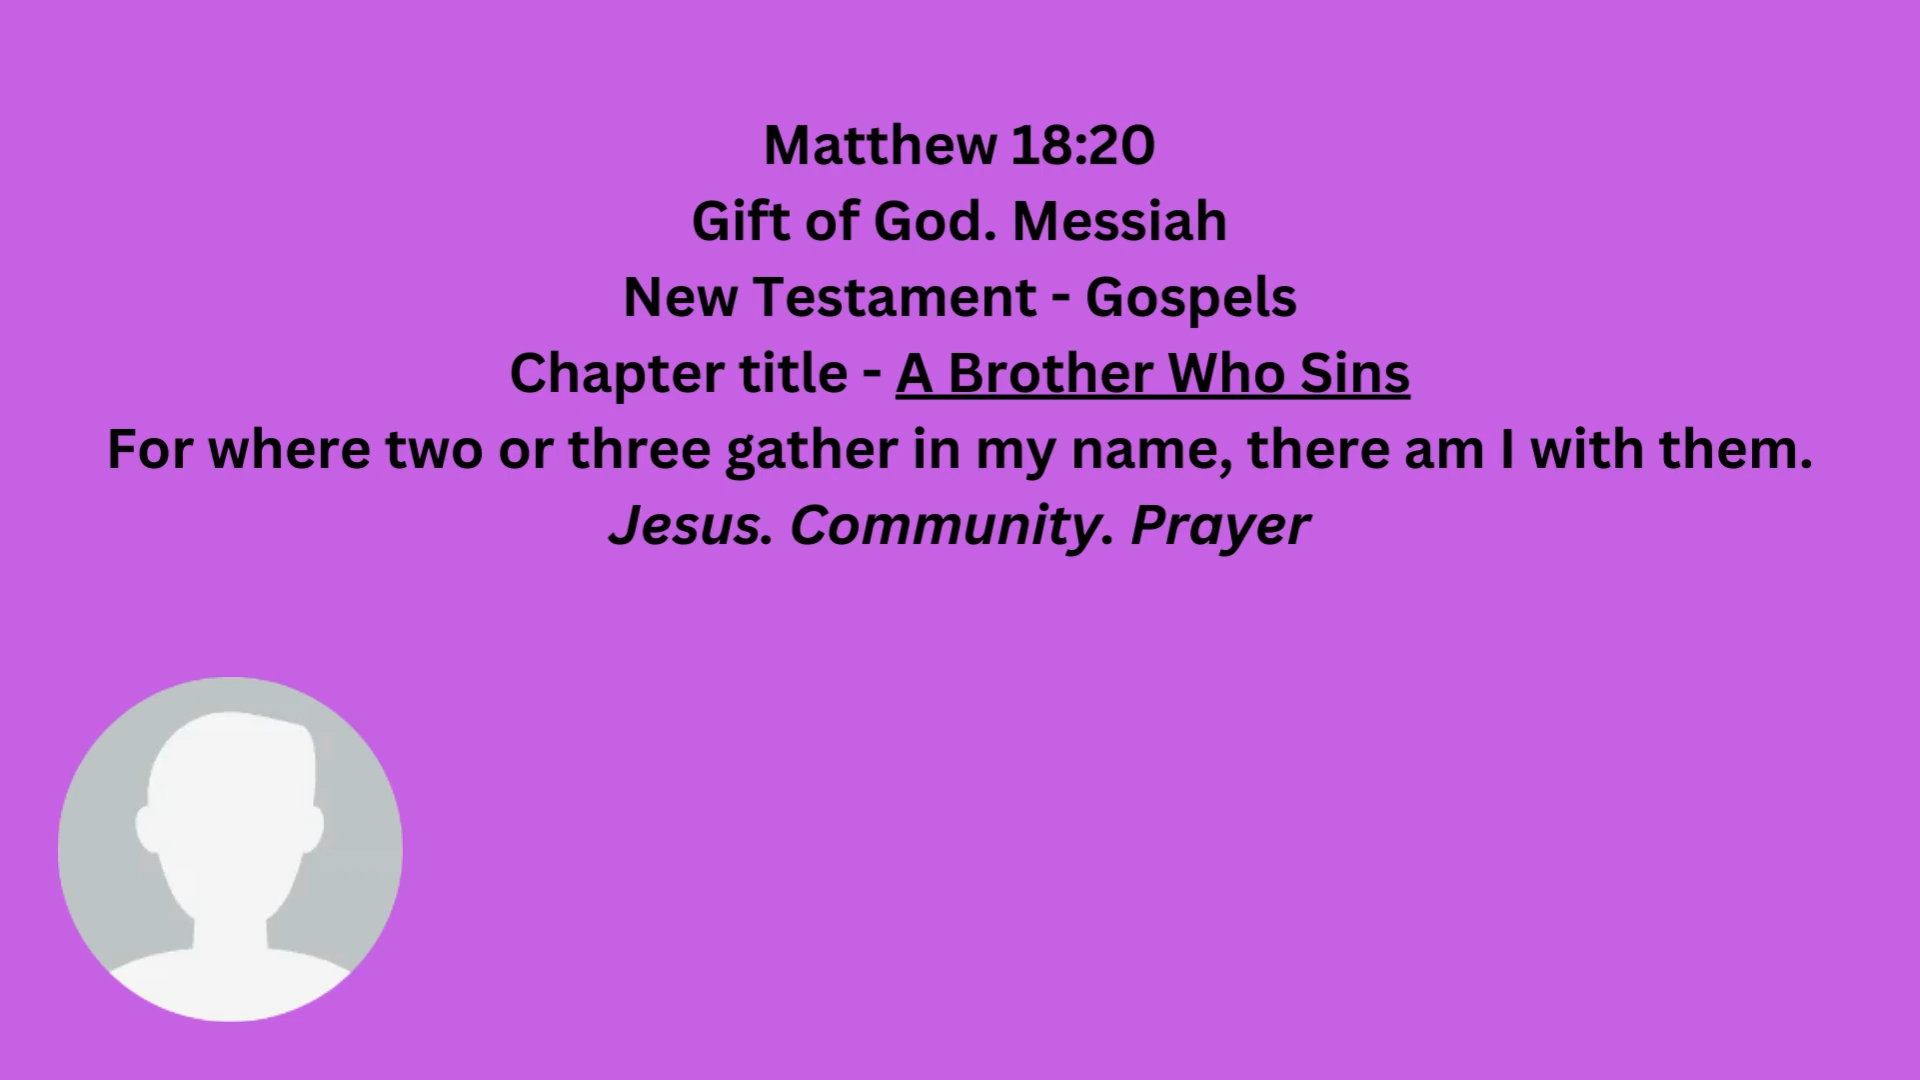 Matthew 18:20
Gift of God. Messiah
New Testament - Gospels
Chapter title - A Brother Who Sins
For where two or three gather in my name, there am I with them.
Jesus. Community. Prayer